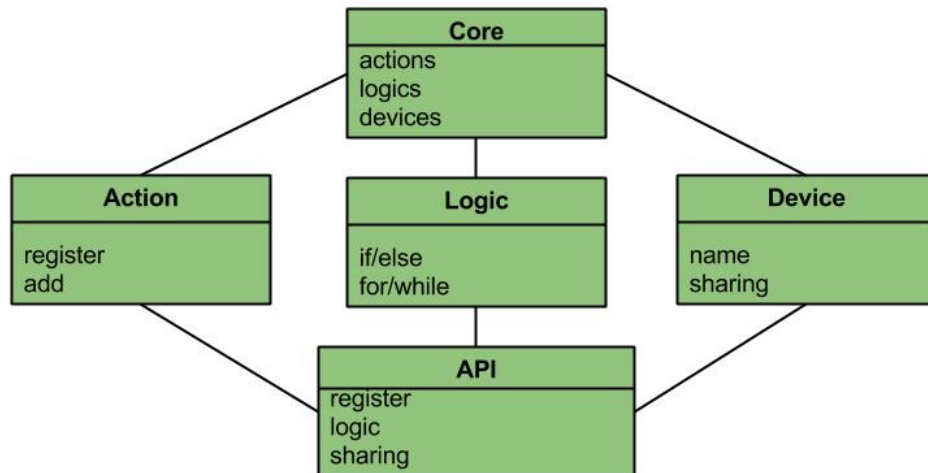 Core
actions
logics
devices
Action
register
add
Logic
if/else
for/while
Device
name
sharing
API
register
logic
sharing